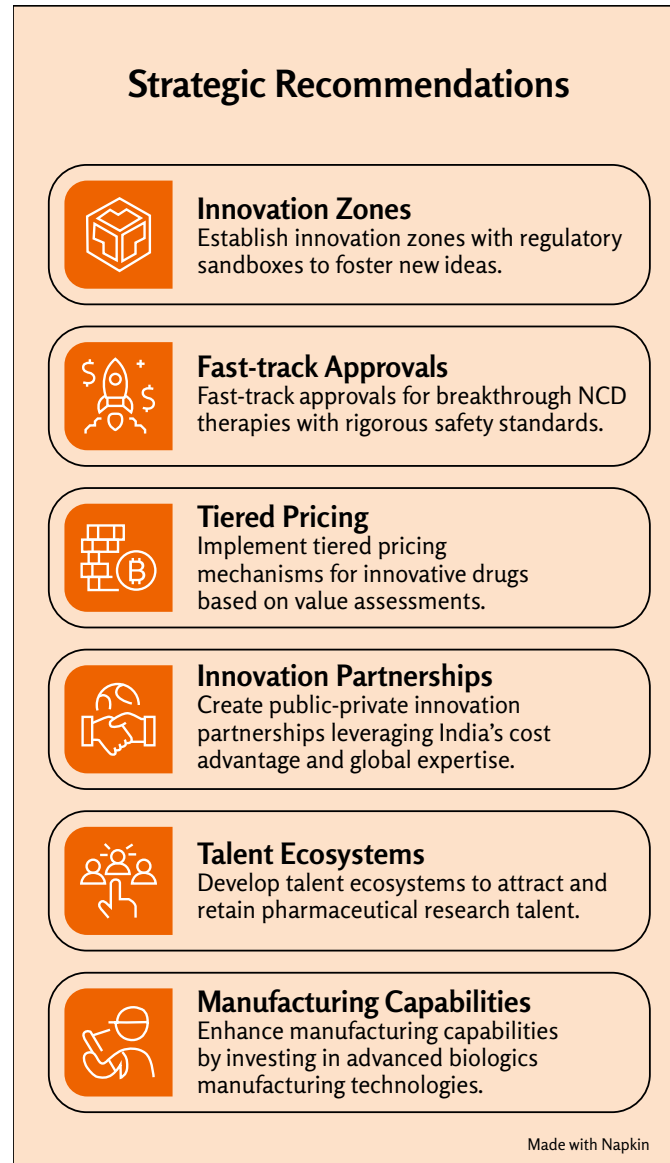 Strategic Recommendations
Innovation Zones
Establish innovation zones with regulatory
sandboxes to foster new ideas.
Fast-track Approvals
Fast-track approvals for breakthrough NCD
therapies with rigorous safety standards.
Tiered Pricing
Implement tiered pricing
mechanisms for innovative drugs
based on value assessments.
Innovation Partnerships
Create public-private innovation
partnerships leveraging India’s cost
advantage and global expertise.
Talent Ecosystems
Develop talent ecosystems to attract and
retain pharmaceutical research talent.
Manufacturing Capabilities
Enhance manufacturing capabilities
by investing in advanced biologics
manufacturing technologies.
Made with Napkin